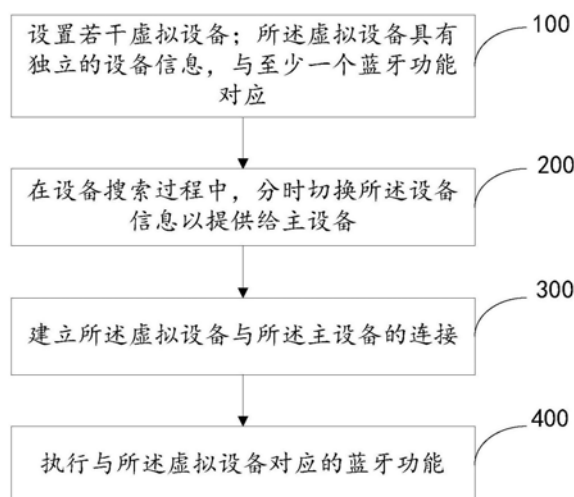 设置若干虚拟设备；所述虚拟设备具有
独立的设备信息，与至少一个蓝牙功能
对应
100
在设备搜索过程中，分时切换所述设备
信息以提供给主设备
200
建立所述虚拟设备与所述主设备的连接
300
执行与所述虚拟设备对应的蓝牙功能
400